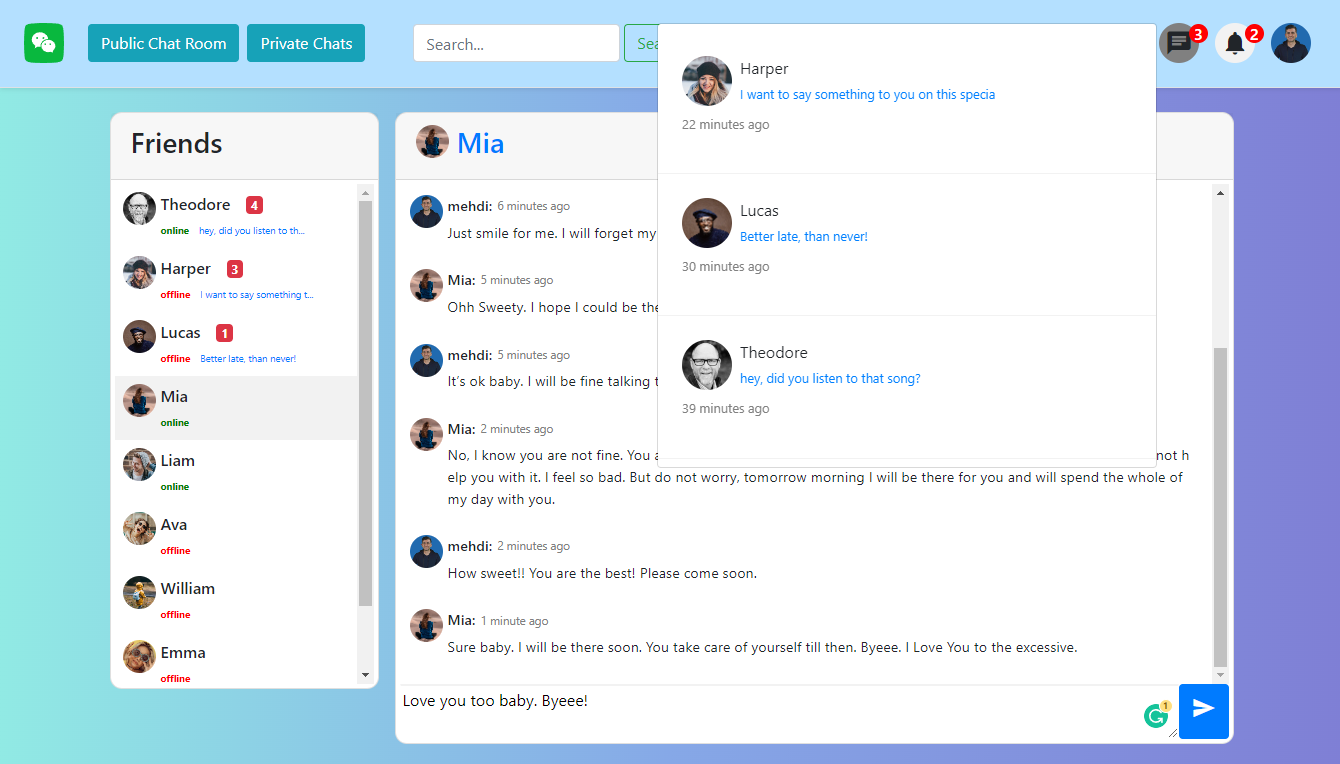 Public Chat Room
Private Chats
Search...
3
2
Harper
I want to say something to you on this specia
22 minutes ago
Lucas
Better late, than never!
30 minutes ago
Theodore
hey, did you listen to that song?
39 minutes ago
Friends
Theodore 4
online hey, did you listen to th...
Harper 3
offline I want to say something t...
Lucas 1
offline Better late, than never!
Mia
online
Liam
online
Ava
offline
William
offline
Emma
offline
Mia
mehdi: 6 minutes ago
Just smile for me. I will forget my
Mia: 5 minutes ago
Ohh Sweety. I hope I could be the
mehdi: 5 minutes ago
It's ok baby. I will be fine talking
Mia: 2 minutes ago
No, I know you are not fine. You not h
elp you with it. I feel so bad. But do not worry, tomorrow morning I will be there for you and will spend the whole of
my day with you.
mehdi: 2 minutes ago
How sweet!! You are the best! Please come soon.
Mia: 1 minute ago
Sure baby. I will be there soon. You take care of yourself till then. Byeee. I Love You to the excessive.
Love you too baby. Byeee!
1